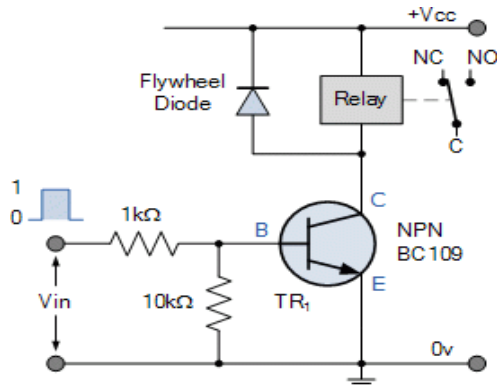 +Vcc
NC NO
Flywheel
Diode
Relay
C
1
0
1kΩ
B
C
NPN
BC109
Vin
10kΩ
TR₁
E
0v